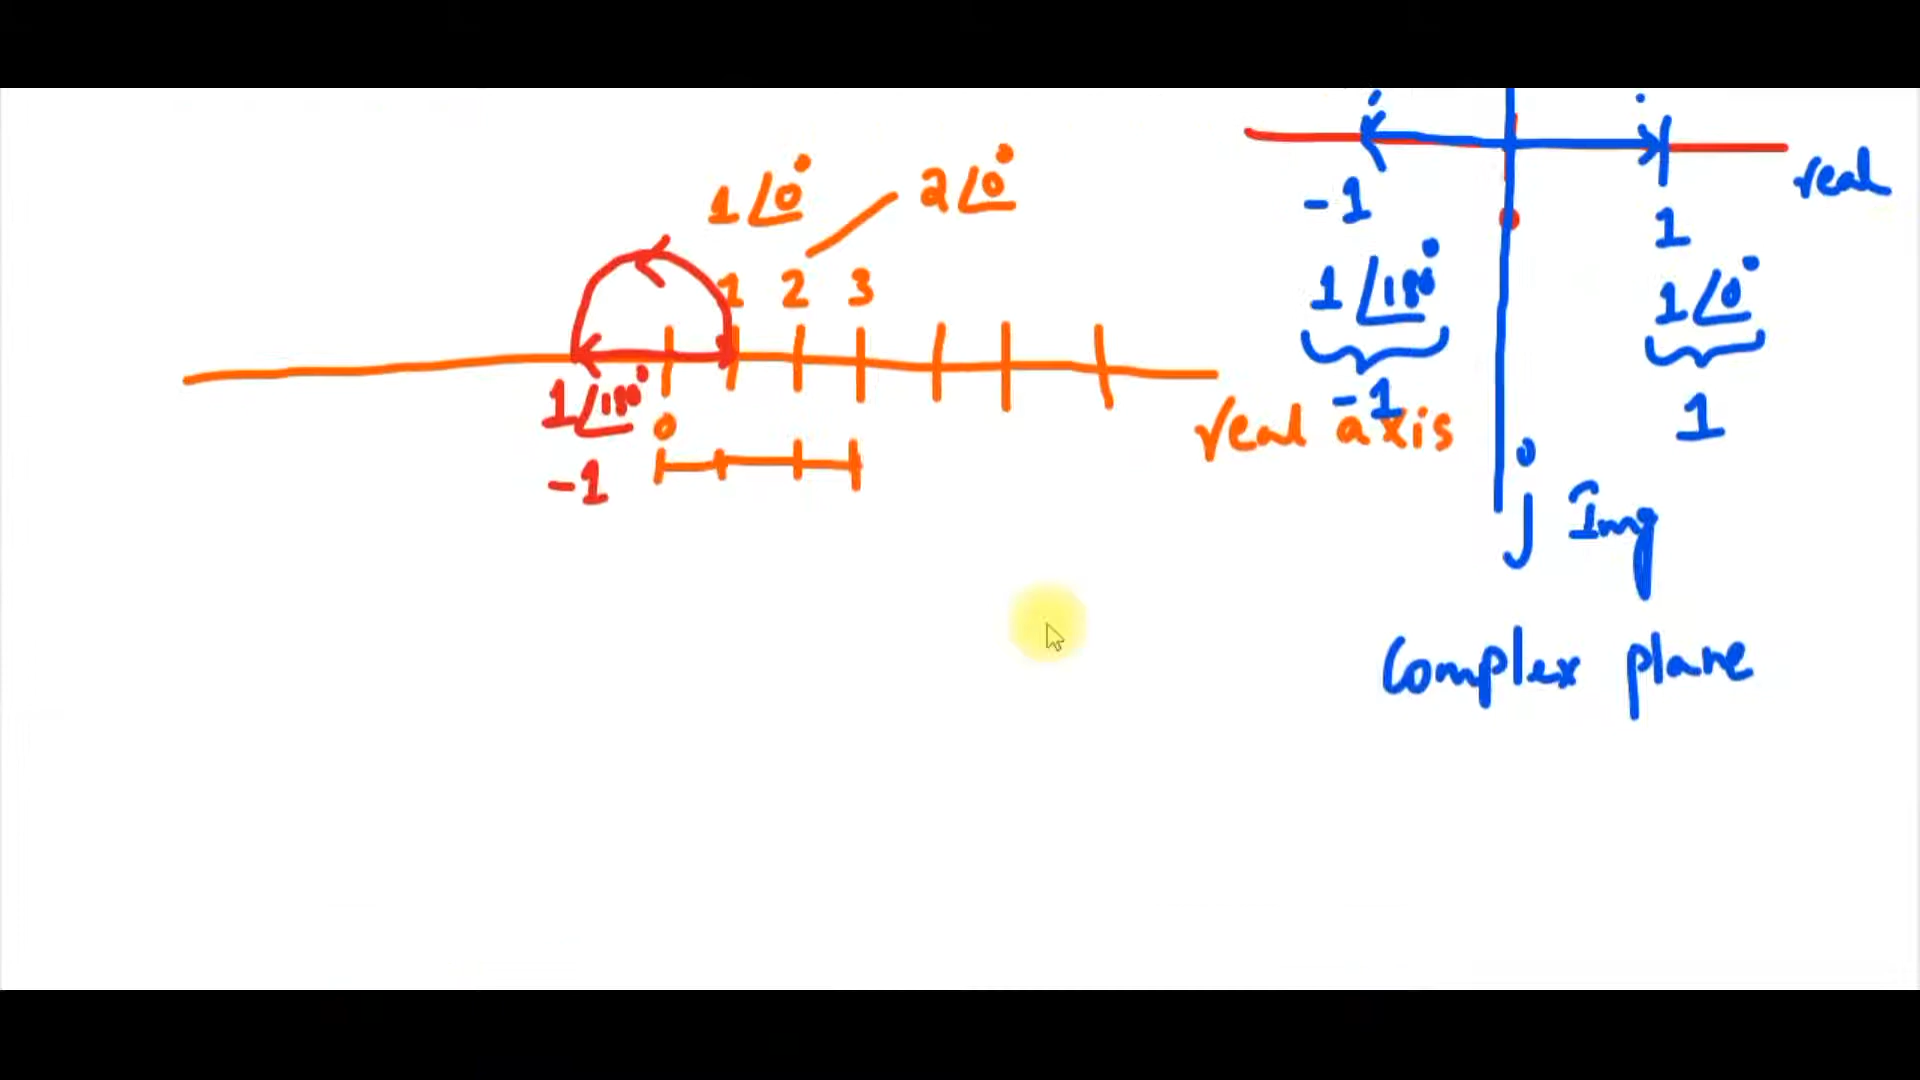 1∠0° 2∠0°
1 2 3
1∠180° 0
-1
real axis
real
-1 1
1∠180° 1∠0°
-1 1
j Img
Complex plane